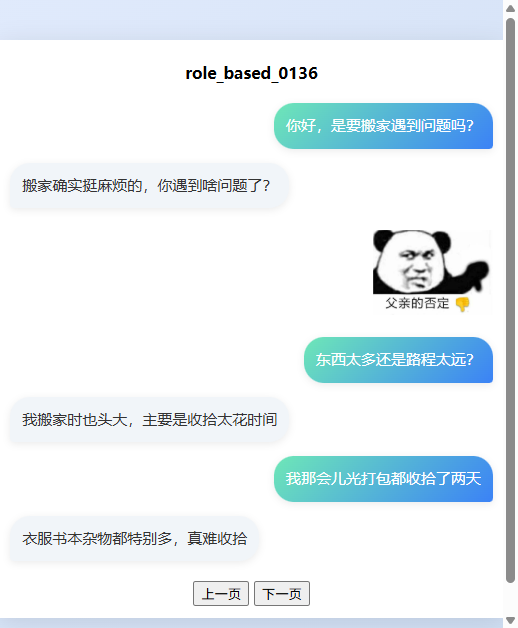 role_based_0136
你好，是要搬家遇到问题吗？
搬家确实挺麻烦的，你遇到啥问题了？
父亲的否定 👎
东西太多还是路程太远？
我搬家时也头大，主要是收拾太花时间
我那会儿光打包都收拾了两天
衣服书本杂物都特别多，真难收拾
上一页 下一页